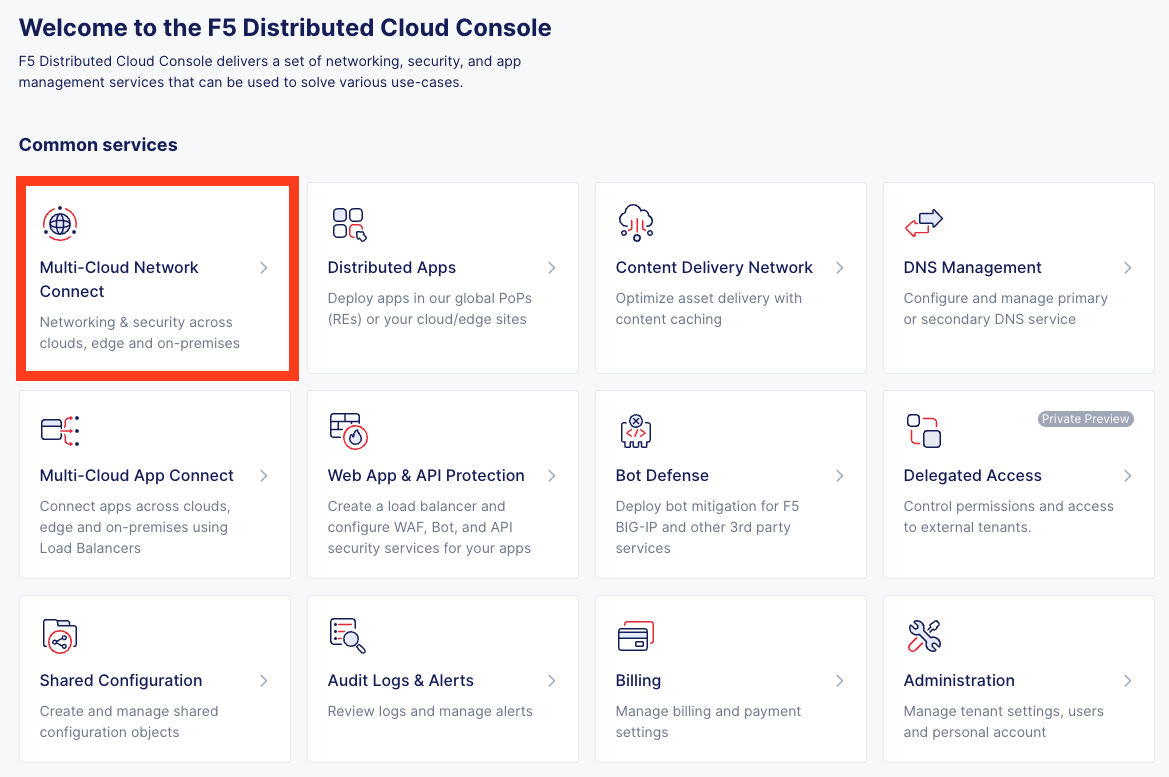 Welcome to the F5 Distributed Cloud Console
F5 Distributed Cloud Console delivers a set of networking, security, and app
management services that can be used to solve various use-cases.
Common services
Multi-Cloud Network
Connect
Networking & security across
clouds, edge and on-premises
Distributed Apps
Deploy apps in our global PoPs
(REs) or your cloud/edge sites
Content Delivery Network
Optimize asset delivery with
content caching
DNS Management
Configure and manage primary
or secondary DNS service
Multi-Cloud App Connect
Connect apps across clouds,
edge and on-premises using
Load Balancers
Web App & API Protection
Create a load balancer and
configure WAF, Bot, and API
security services for your apps
Bot Defense
Deploy bot mitigation for F5
BIG-IP and other 3rd party
services
Private Preview
Delegated Access
Control permissions and access
to external tenants.
Shared Configuration
Create and manage shared
configuration objects
Audit Logs & Alerts
Review logs and manage alerts
Billing
Manage billing and payment
settings
Administration
Manage tenant settings, users
and personal account